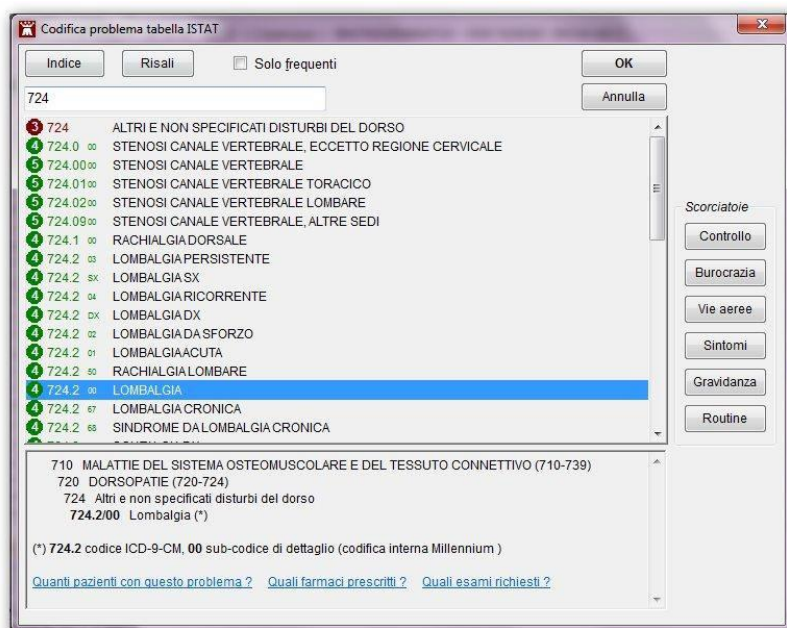 Codifica problema tabella ISTAT
Indice Risali Solo frequenti OK
724 Annulla
3 724 ALTRI E NON SPECIFICATI DISTURBI DEL DORSO
4 724.0 00 STENOSI CANALE VERTEBRALE, ECCETTO REGIONE CERVICALE
5 724.00 00 STENOSI CANALE VERTEBRALE
5 724.01 00 STENOSI CANALE VERTEBRALE TORACICO
5 724.02 00 STENOSI CANALE VERTEBRALE LOMBARE
5 724.09 00 STENOSI CANALE VERTEBRALE, ALTRE SEDI
4 724.1 00 RACHIALGIA DORSALE
4 724.2 03 LOMBALGIA PERSISTENTE
4 724.2 SX LOMBALGIA SX
4 724.2 04 LOMBALGIA RICORRENTE
4 724.2 DX LOMBALGIA DX
4 724.2 02 LOMBALGIA DA SFORZO
4 724.2 01 LOMBALGIA ACUTA
4 724.2 50 RACHIALGIA LOMBARE
4 724.2 00 LOMBALGIA
4 724.2 67 LOMBALGIA CRONICA
4 724.2 68 SINDROME DA LOMBALGIA CRONICA
Scorciatoie
Controllo
Burocrazia
Vie aeree
Sintomi
Gravidanza
Routine
710 MALATTIE DEL SISTEMA OSTEOMUSCOLARE E DEL TESSUTO CONNETTIVO (710-739)
720 DORSOPATIE (720-724)
724 Altri e non specificati disturbi del dorso
724.2/00 Lombalgia (*)
(*) 724.2 codice ICD-9-CM, 00 sub-codice di dettaglio (codifica interna Millennium )
Quanti pazienti con questo problema ? Quali farmaci prescritti ? Quali esami richiesti ?